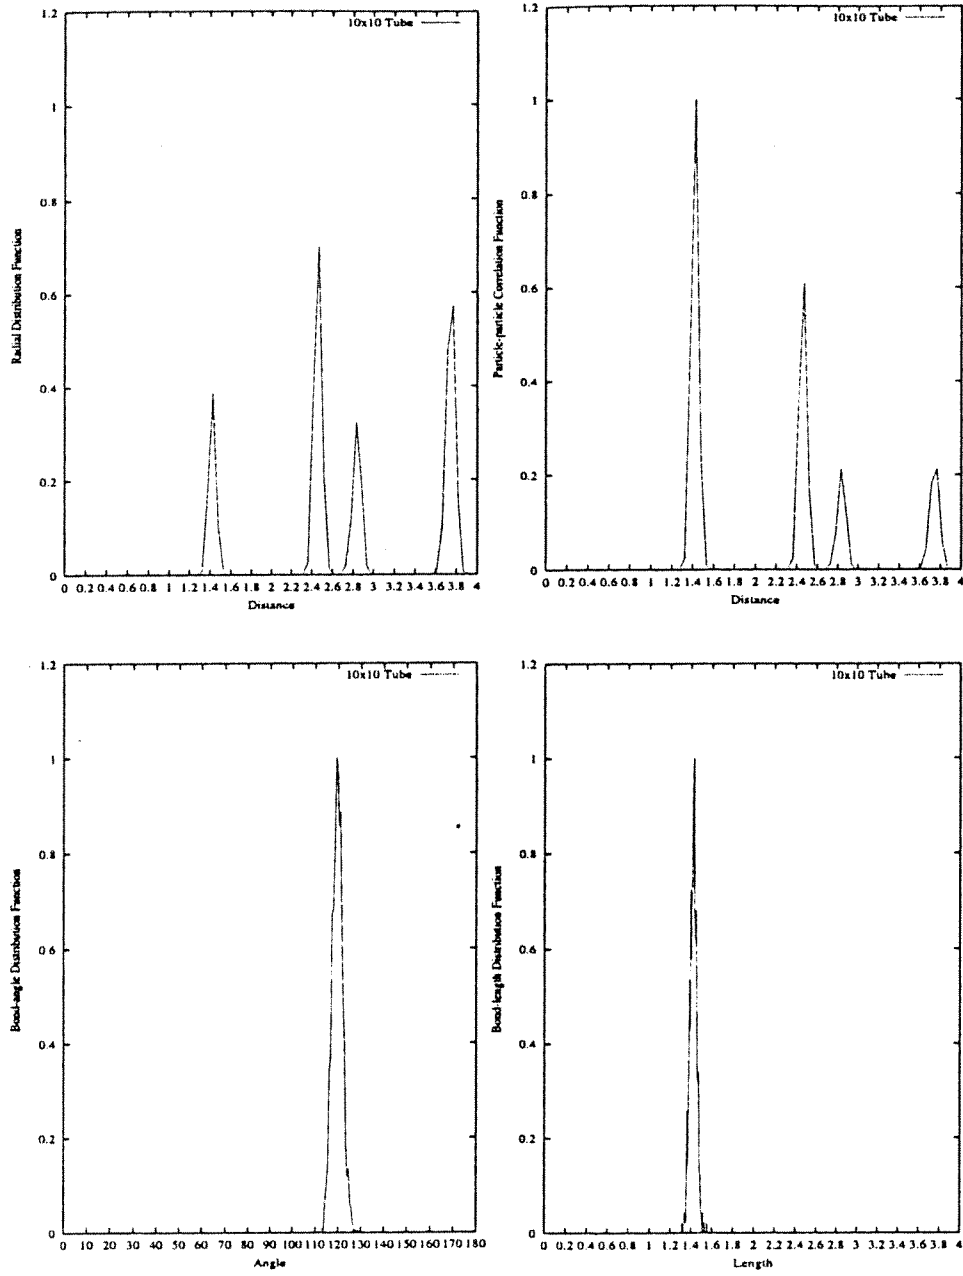 10x10 Tube
1.2
1
0.8
0.6
0.4
0.2
0
Radial Distribution Function
0 0.2 0.4 0.6 0.8 1 1.2 1.4 1.6 1.8 2 2.2 2.4 2.6 2.8 3 3.2 3.4 3.6 3.8 4
Distance
10x10 Tube
1.2
1
0.8
0.6
0.4
0.2
0
Particle-particle Correlation Function
0 0.2 0.4 0.6 0.8 1 1.2 1.4 1.6 1.8 2 2.2 2.4 2.6 2.8 3 3.2 3.4 3.6 3.8 4
Distance
10x10 Tube
1.2
1
0.8
0.6
0.4
0.2
0
Bond-angle Distribution Function
0 10 20 30 40 50 60 70 80 90 100 110 120 130 140 150 160 170 180
Angle
10x10 Tube
1.2
1
0.8
0.6
0.4
0.2
0
Bond-length Distribution Function
0 0.2 0.4 0.6 0.8 1 1.2 1.4 1.6 1.8 2 2.2 2.4 2.6 2.8 3 3.2 3.4 3.6 3.8 4
Length